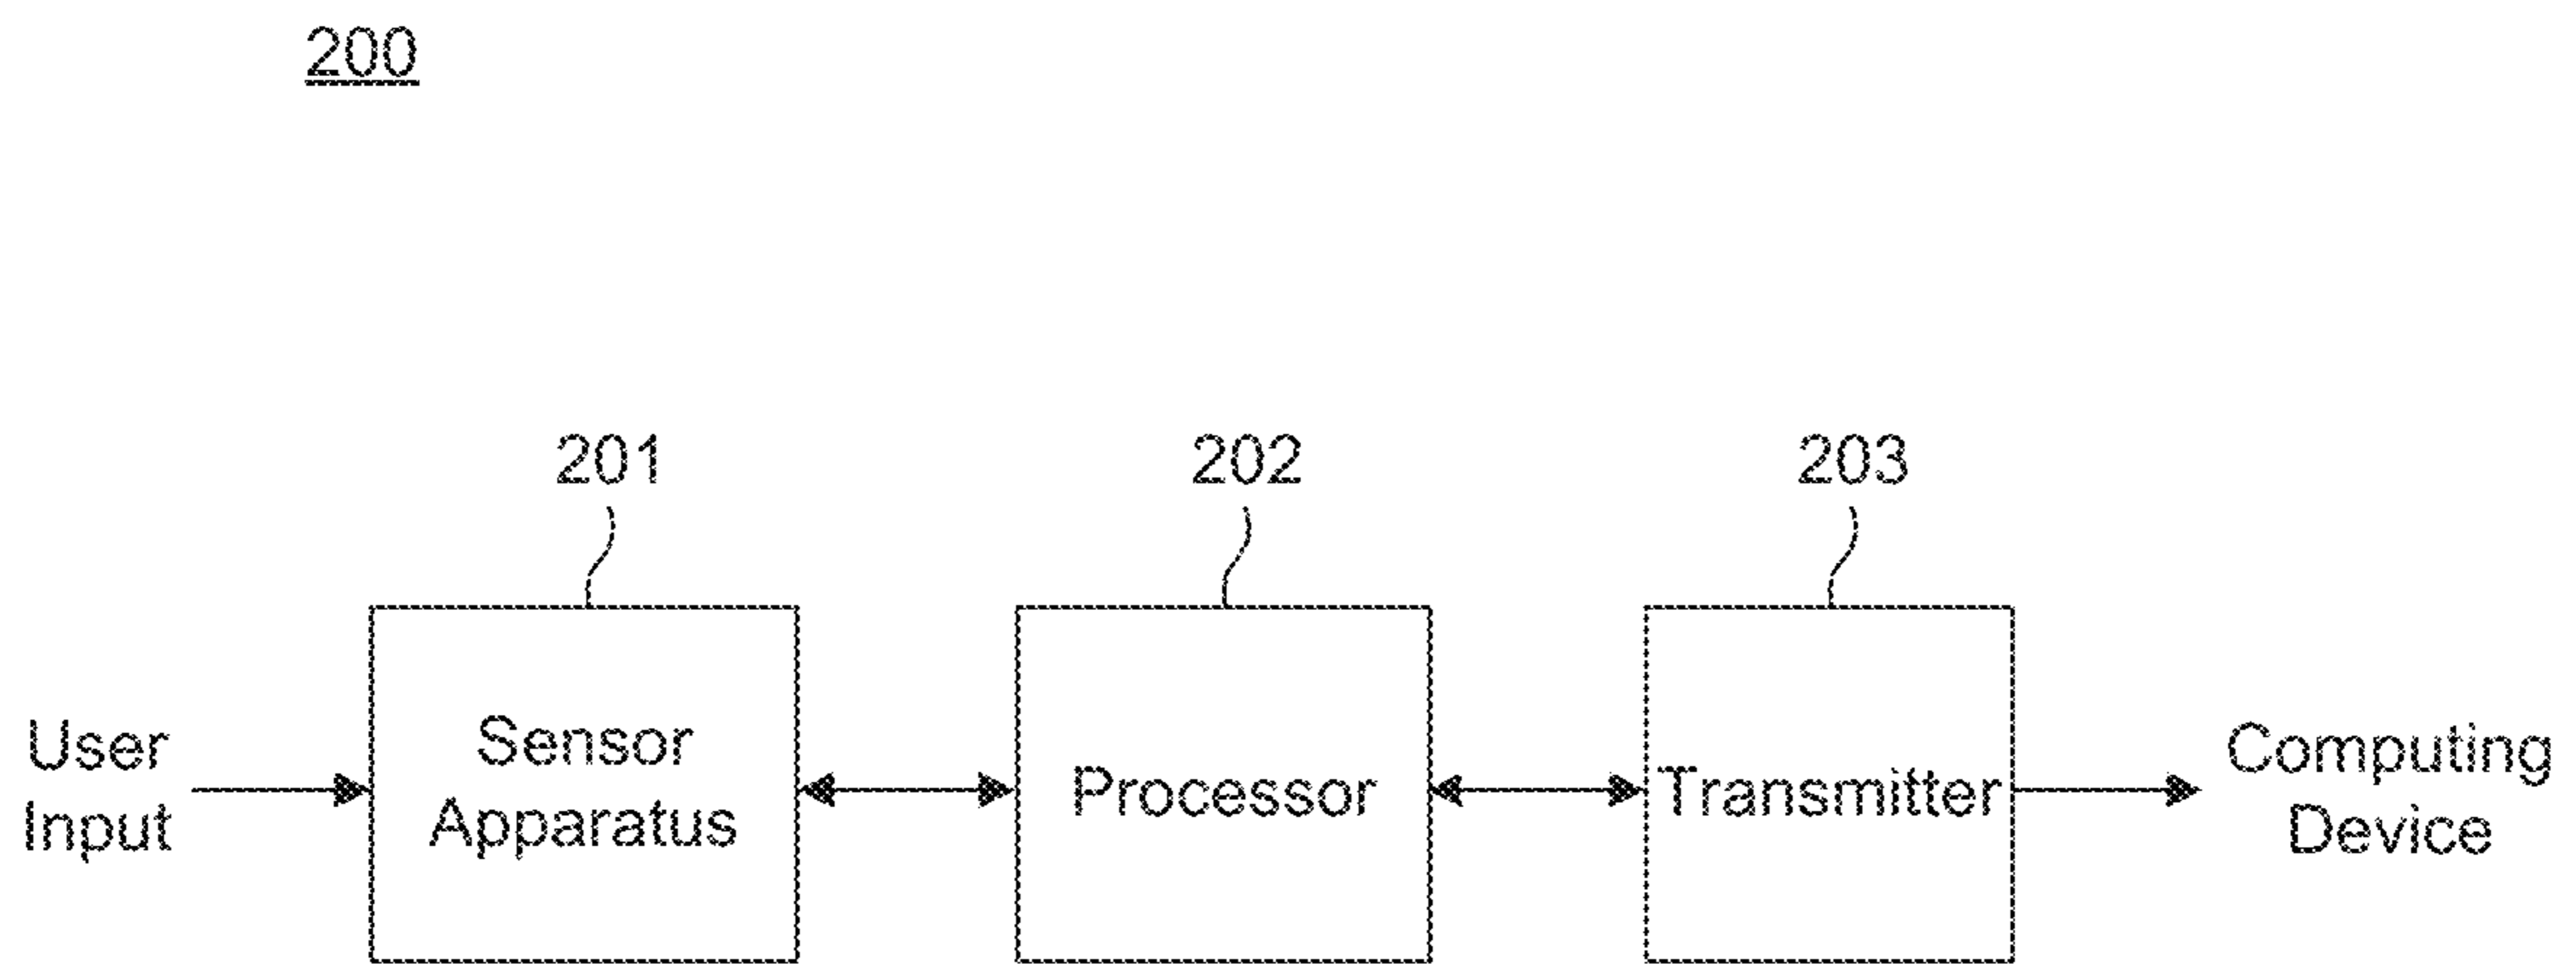 200
201
202
203
User
Input
Sensor
Apparatus
Processor
Transmitter
Computing
Device